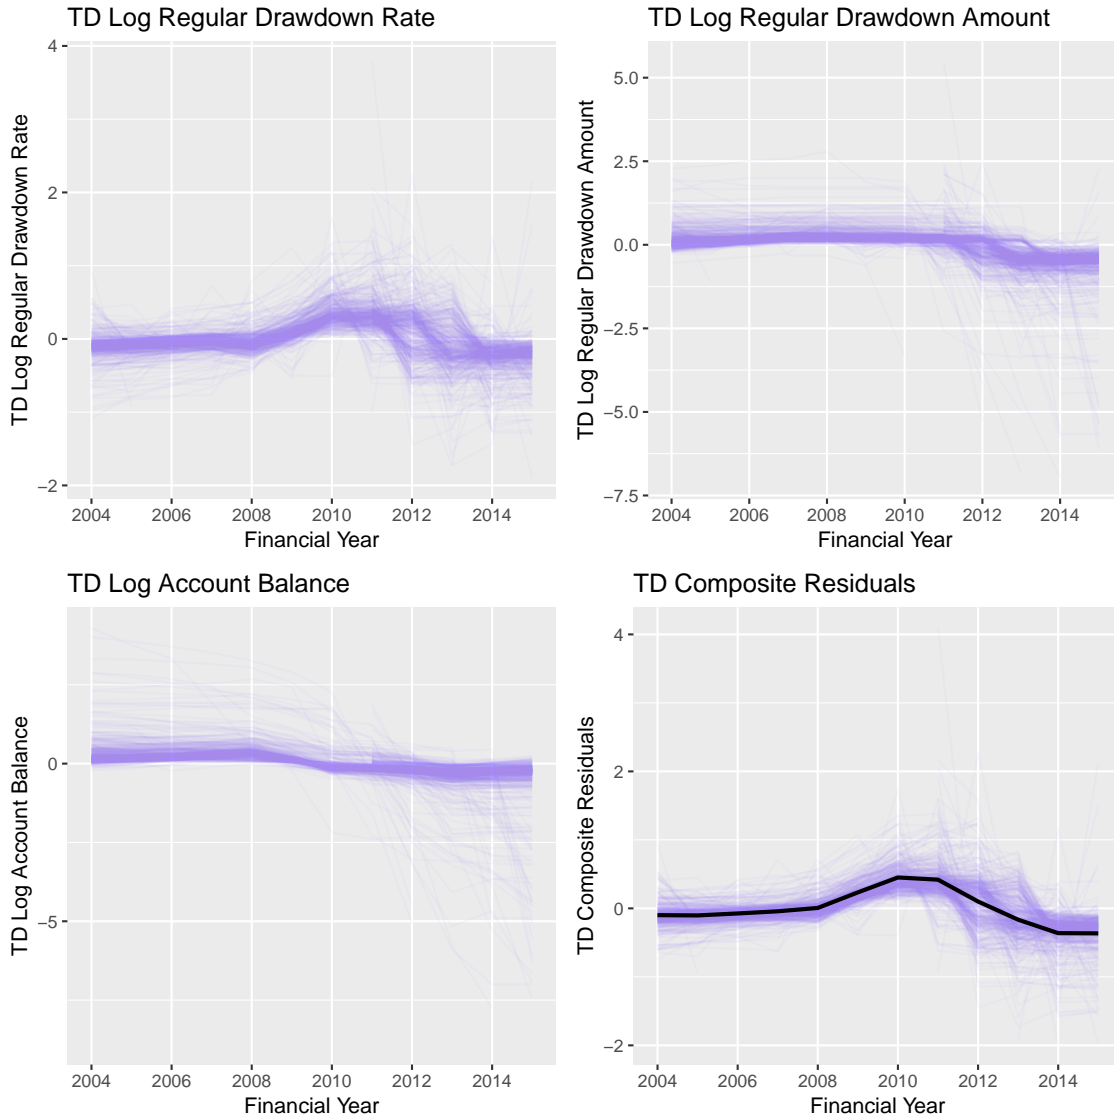 TD Log Regular Drawdown Rate
TD Log Regular Drawdown Rate
4
2
0
−2
2004 2006 2008 2010 2012 2014
Financial Year
TD Log Regular Drawdown Amount
TD Log Regular Drawdown Amount
5.0
2.5
0.0
−2.5
−5.0
−7.5
2004 2006 2008 2010 2012 2014
Financial Year
TD Log Account Balance
TD Log Account Balance
0
−5
2004 2006 2008 2010 2012 2014
Financial Year
TD Composite Residuals
TD Composite Residuals
4
2
0
−2
2004 2006 2008 2010 2012 2014
Financial Year